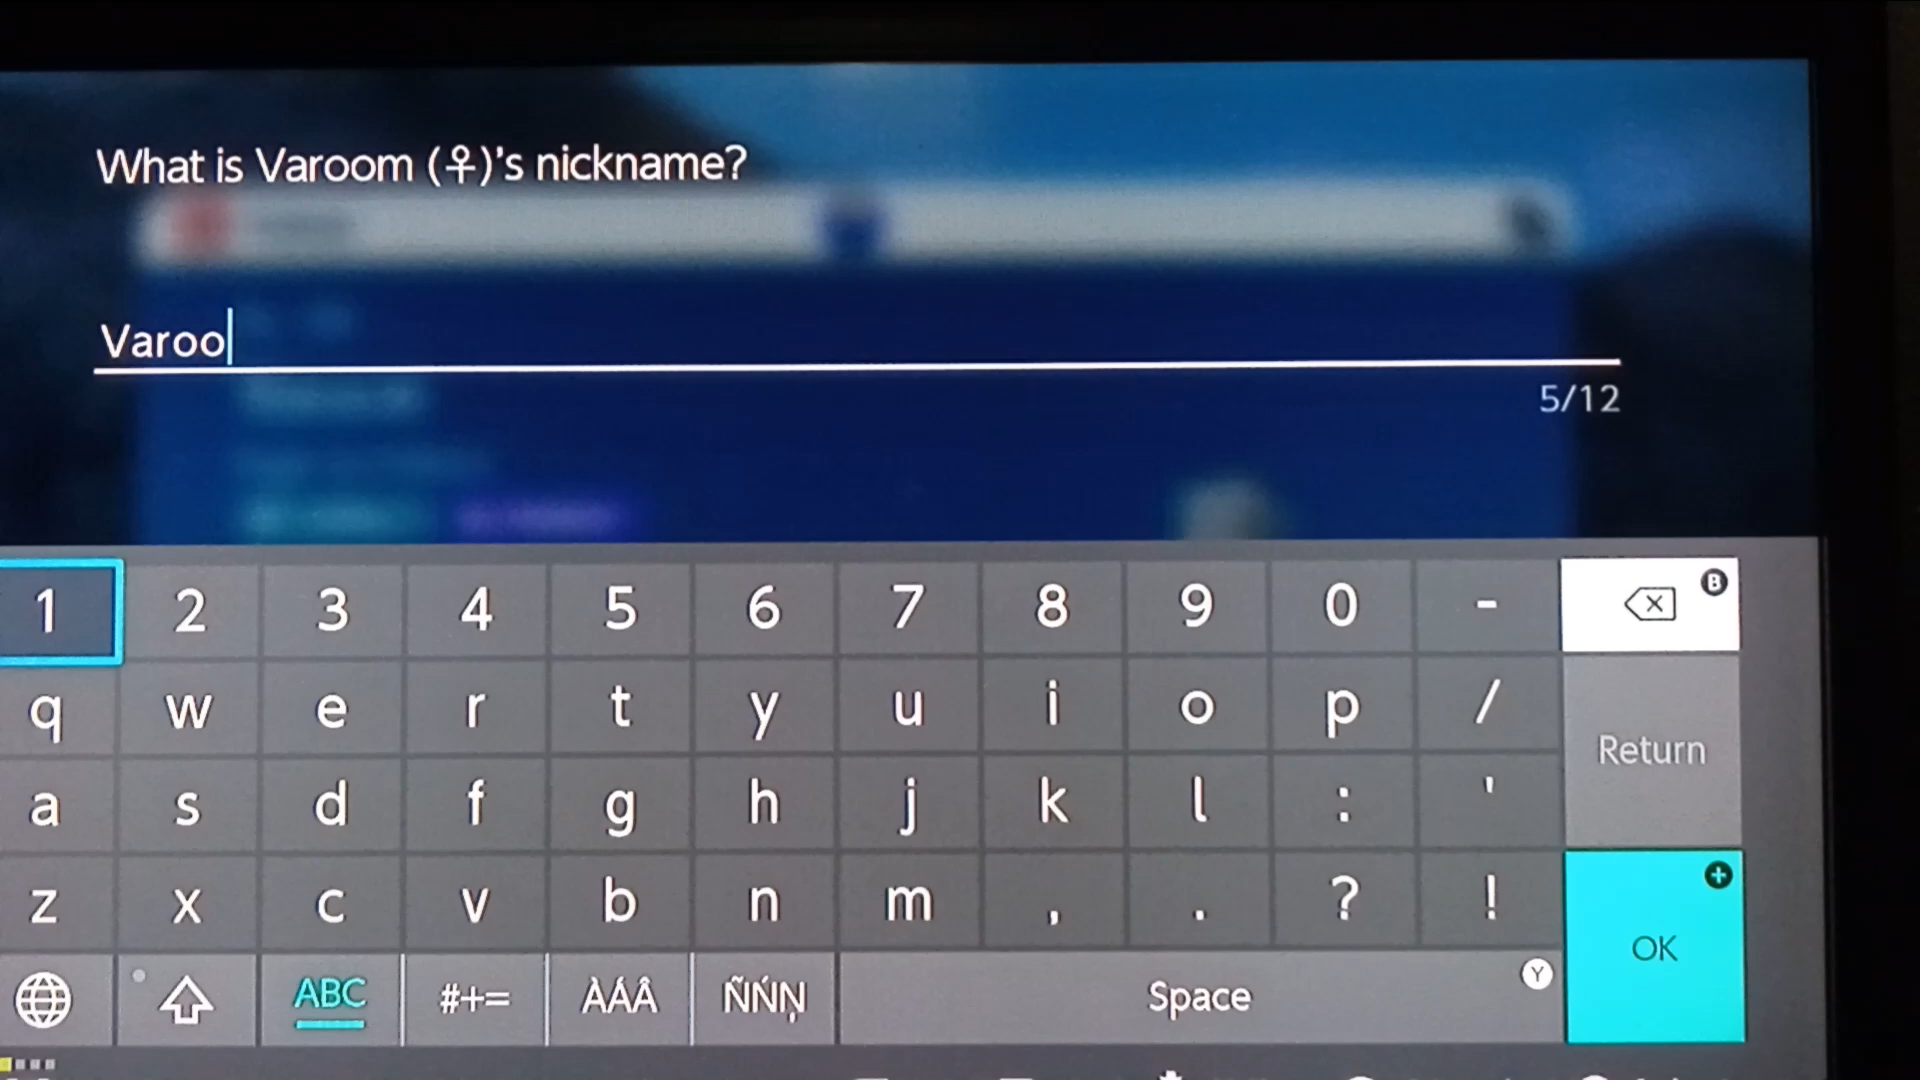 What is Varoom (♀)'s nickname?
Varoo
5/12
1 2 3 4 5 6 7 8 9 0 - B
q w e r t y u i o p /
Return
a s d f g h j k l : '
z x c v b n m , . ? !
OK
ABC #+= ÀÁÂ ÑŃŅ Space Y